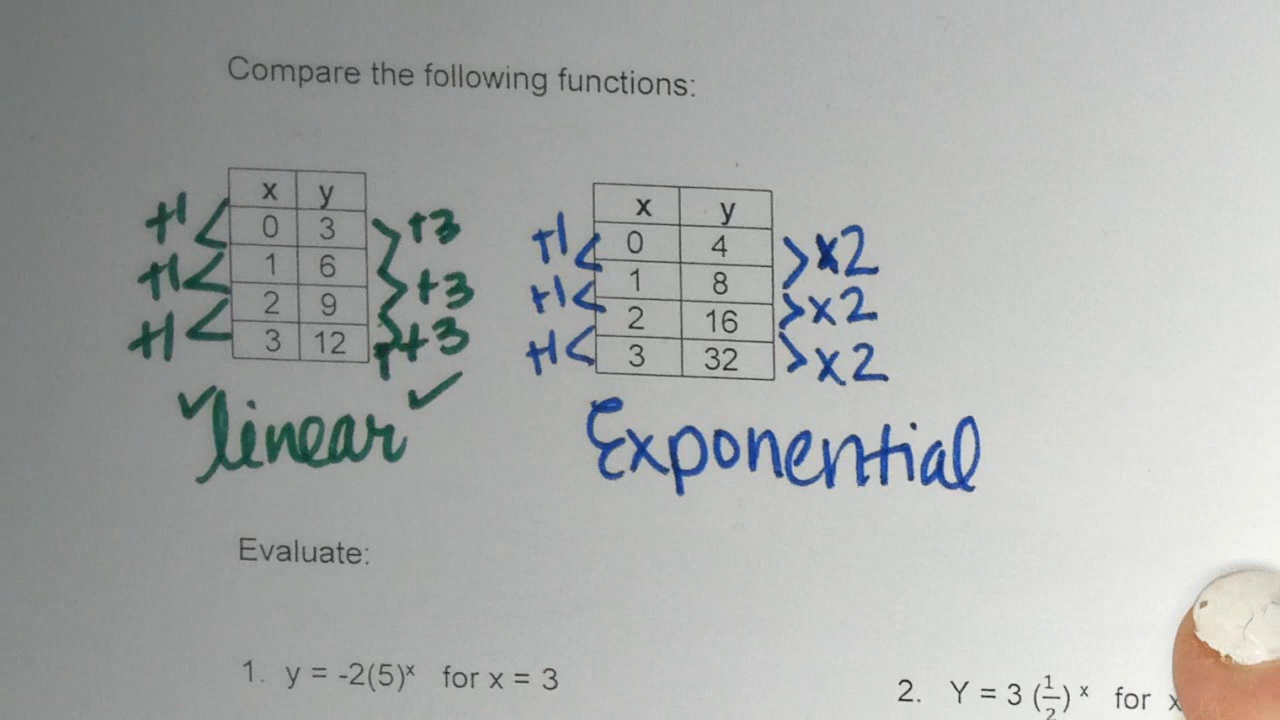 Compare the following functions:
x y
+1 0 3 +3
+1 1 6 +3
+1 2 9 +3
3 12
✓linear✓
x y
+1 0 4 x2
+1 1 8 x2
+1 2 16 x2
3 32
Exponential
Evaluate:
1. y = -2(5)ˣ for x = 3
2. Y = 3 (1/2) ˣ for x